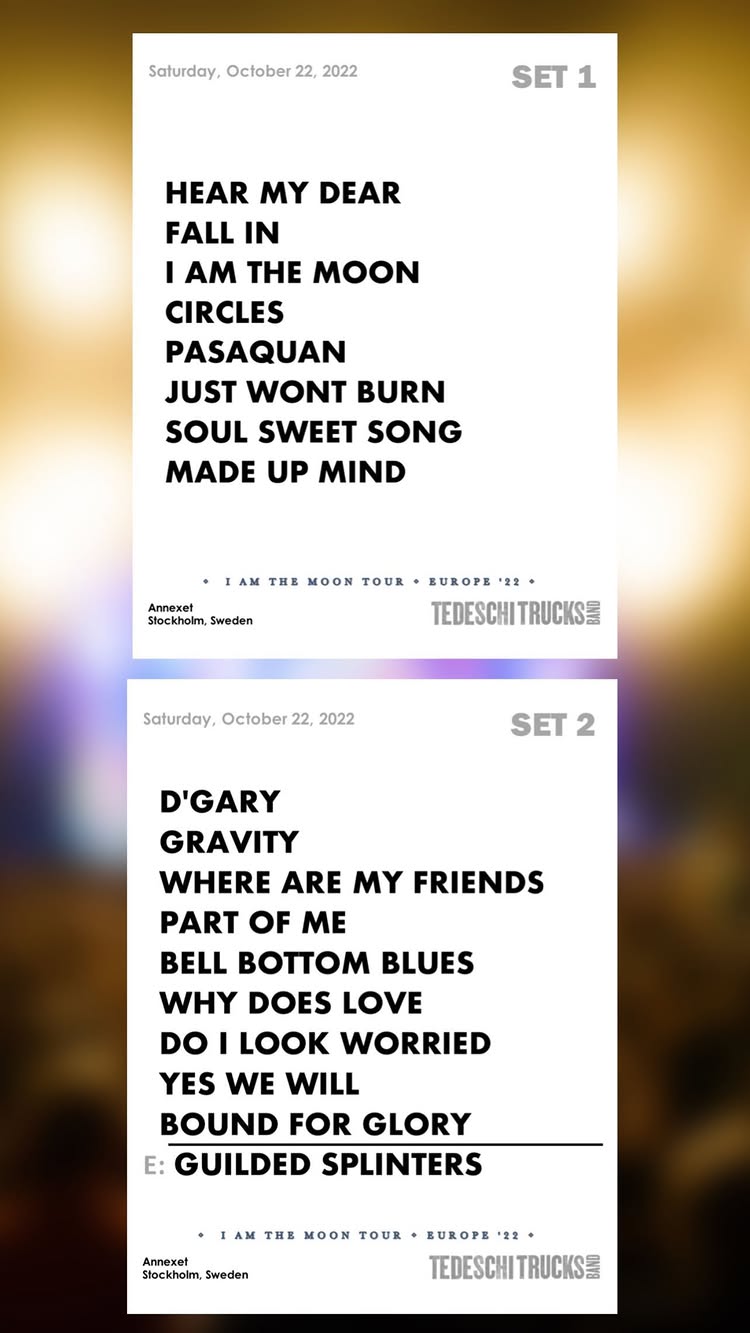 Saturday, October 22, 2022
SET 1
HEAR MY DEAR
FALL IN
I AM THE MOON
CIRCLES
PASAQUAN
JUST WONT BURN
SOUL SWEET SONG
MADE UP MIND
I AM THE MOON TOUR EUROPE '22
Annexet
Stockholm, Sweden
TEDESCHI TRUCKS BAND
Saturday, October 22, 2022
SET 2
D'GARY
GRAVITY
WHERE ARE MY FRIENDS
PART OF ME
BELL BOTTOM BLUES
WHY DOES LOVE
DO I LOOK WORRIED
YES WE WILL
BOUND FOR GLORY
E: GUILDED SPLINTERS
I AM THE MOON TOUR EUROPE '22
Annexet
Stockholm, Sweden
TEDESCHI TRUCKS BAND